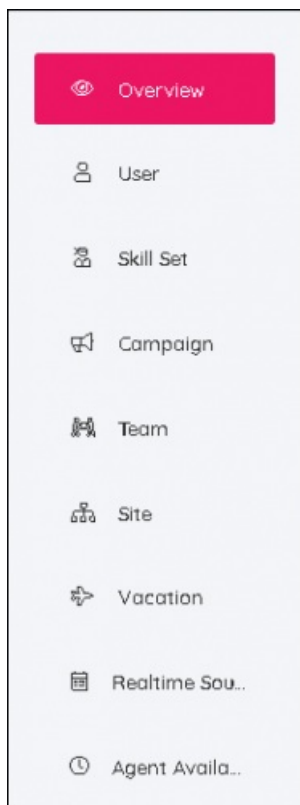 Overview
User
Skill Set
Campaign
Team
Site
Vacation
Realtime Sou...
Agent Availa...